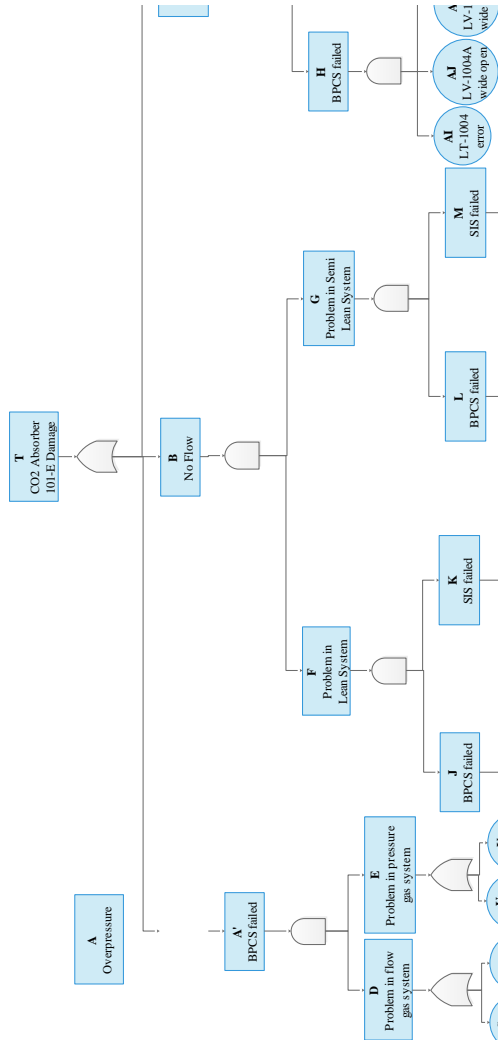 T
CO2 Absorber
101-E Damage
A
Overpressure
B
No Flow
A'
BPCS failed
F
Problem in
Lean System
G
Problem in Semi
Lean System
H
BPCS failed
D
Problem in flow
gas system
E
Problem in pressure
gas system
J
BPCS failed
K
SIS failed
L
BPCS failed
M
SIS failed
AI
LT-1004
error
AJ
LV-1004A
wide open
wide